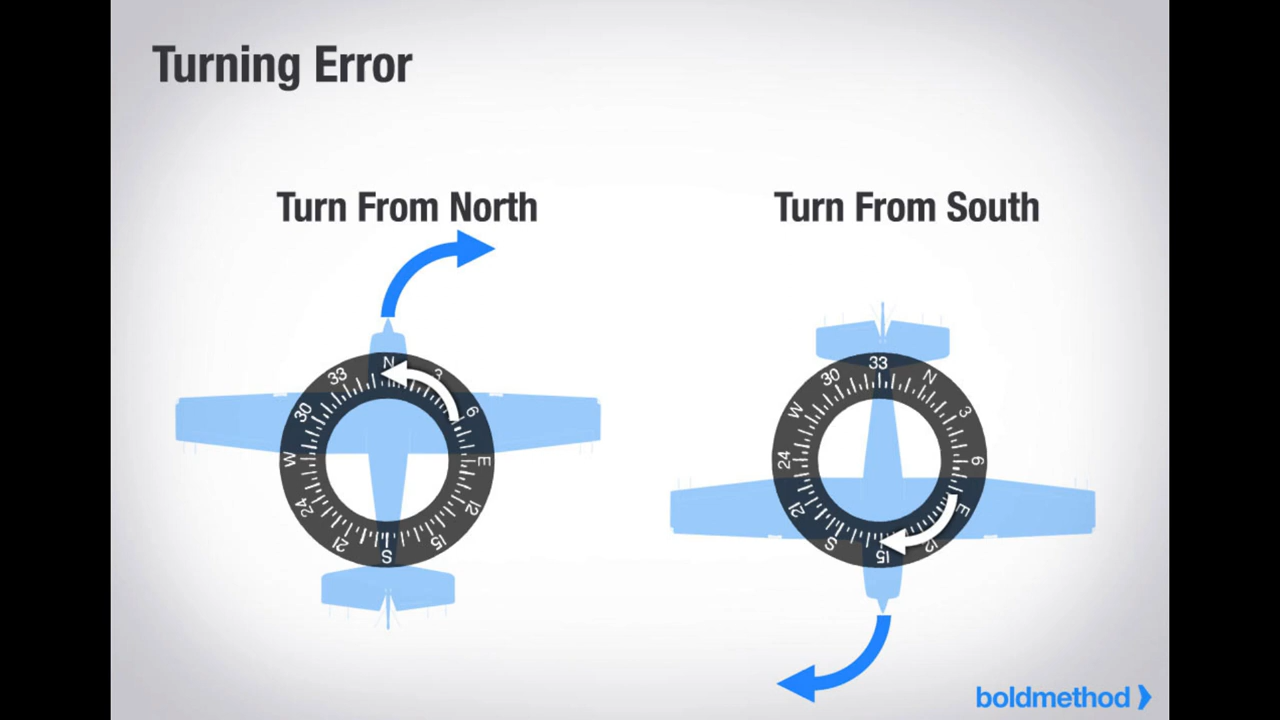 Turning Error
Turn From North
Turn From South
N
3
6
E
12
15
S
21
24
W
30
33
33
N
3
6
E
12
15
S
21
24
W
30
boldmethod